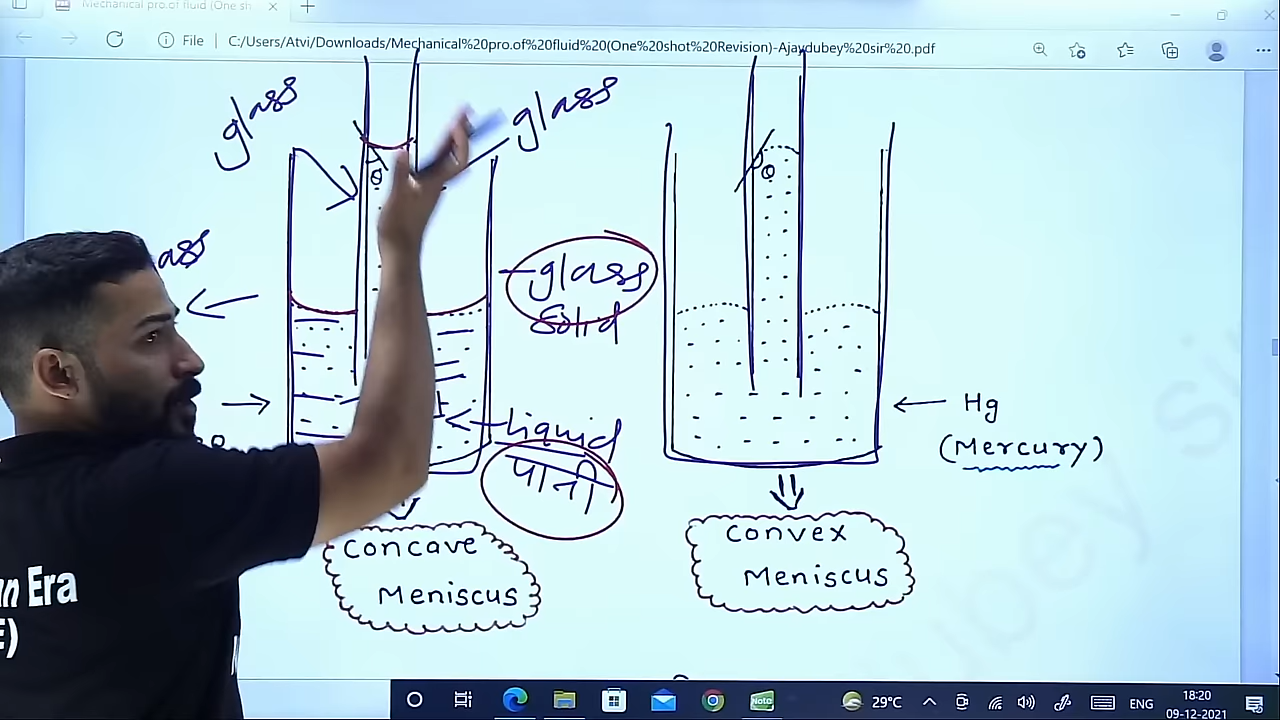 Mechanical pro.of fluid (One sh
File
C:/Users/Atvi/Downloads/Mechanical%20pro.of%20fluid%20(One%20shot%20Revision)-Ajaydubey%20sir%20.pdf
glass
glass
θ
θ
ass
glass
Solid
Liquid
पानी
Hg
(Mercury)
Concave
Meniscus
Convex
Meniscus
n Era
E)
29°C
ENG
18:20
09-12-2021